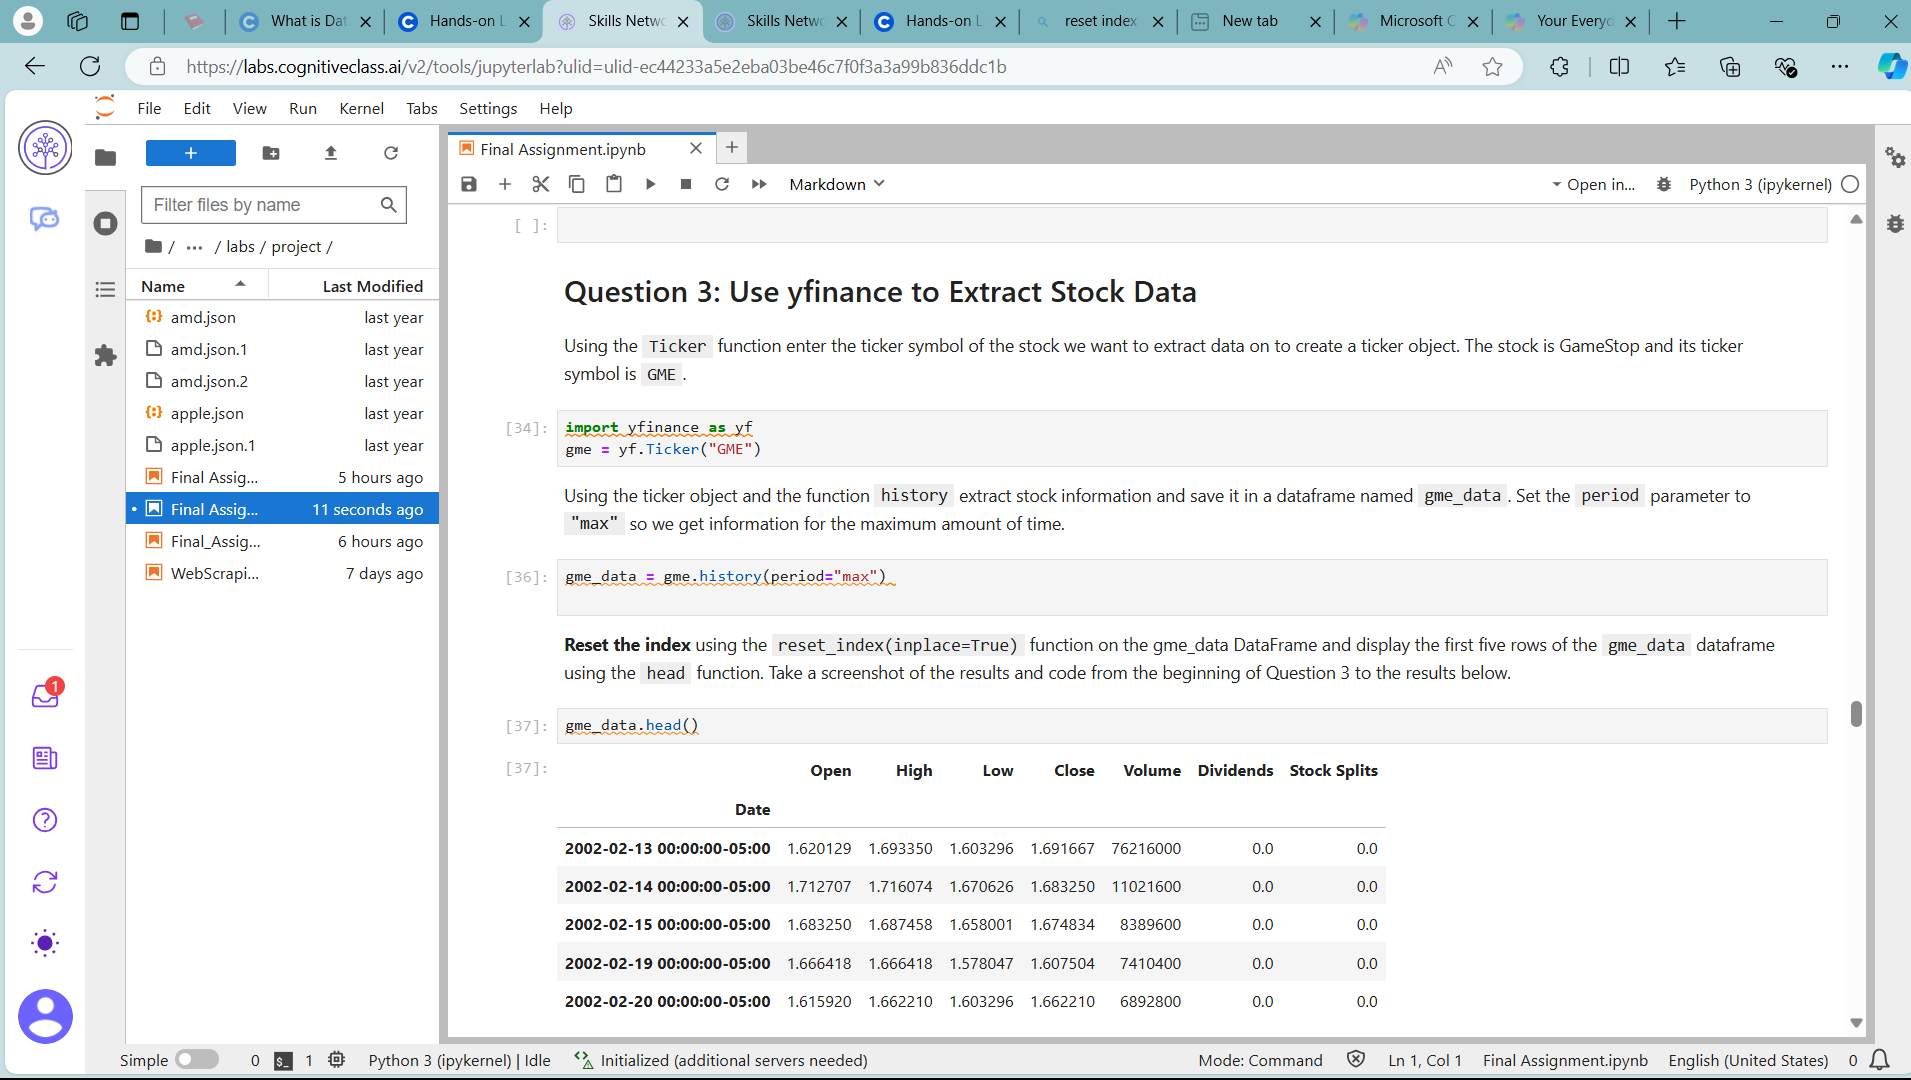 What is Dat
Hands-on L
Skills Netwo
Skills Netwo
Hands-on L
reset index
New tab
Microsoft C
Your Everyd
https://labs.cognitiveclass.ai/v2/tools/jupyterlab?ulid=ulid-ec44233a5e2eba03be46c7f0f3a3a99b836ddc1b
File Edit View Run Kernel Tabs Settings Help
Final Assignment.ipynb
Markdown
Open in...
Python 3 (ipykernel)
Filter files by name
/ ... / labs / project /
Name Last Modified
amd.json last year
amd.json.1 last year
amd.json.2 last year
apple.json last year
apple.json.1 last year
Final Assig... 5 hours ago
Final Assig... 11 seconds ago
Final_Assig... 6 hours ago
WebScrapi... 7 days ago
1
[ ]:
Question 3: Use yfinance to Extract Stock Data
Using the Ticker function enter the ticker symbol of the stock we want to extract data on to create a ticker object. The stock is GameStop and its ticker
symbol is GME .
[34]: import yfinance as yf
gme = yf.Ticker("GME")
Using the ticker object and the function history extract stock information and save it in a dataframe named gme_data . Set the period parameter to
"max" so we get information for the maximum amount of time.
[36]: gme_data = gme.history(period="max")
Reset the index using the reset_index(inplace=True) function on the gme_data DataFrame and display the first five rows of the gme_data dataframe
using the head function. Take a screenshot of the results and code from the beginning of Question 3 to the results below.
[37]: gme_data.head()
[37]: Open High Low Close Volume Dividends Stock Splits
Date
2002-02-13 00:00:00-05:00 1.620129 1.693350 1.603296 1.691667 76216000 0.0 0.0
2002-02-14 00:00:00-05:00 1.712707 1.716074 1.670626 1.683250 11021600 0.0 0.0
2002-02-15 00:00:00-05:00 1.683250 1.687458 1.658001 1.674834 8389600 0.0 0.0
2002-02-19 00:00:00-05:00 1.666418 1.666418 1.578047 1.607504 7410400 0.0 0.0
2002-02-20 00:00:00-05:00 1.615920 1.662210 1.603296 1.662210 6892800 0.0 0.0
Simple 0 1 Python 3 (ipykernel) | Idle Initialized (additional servers needed) Mode: Command Ln 1, Col 1 Final Assignment.ipynb English (United States) 0